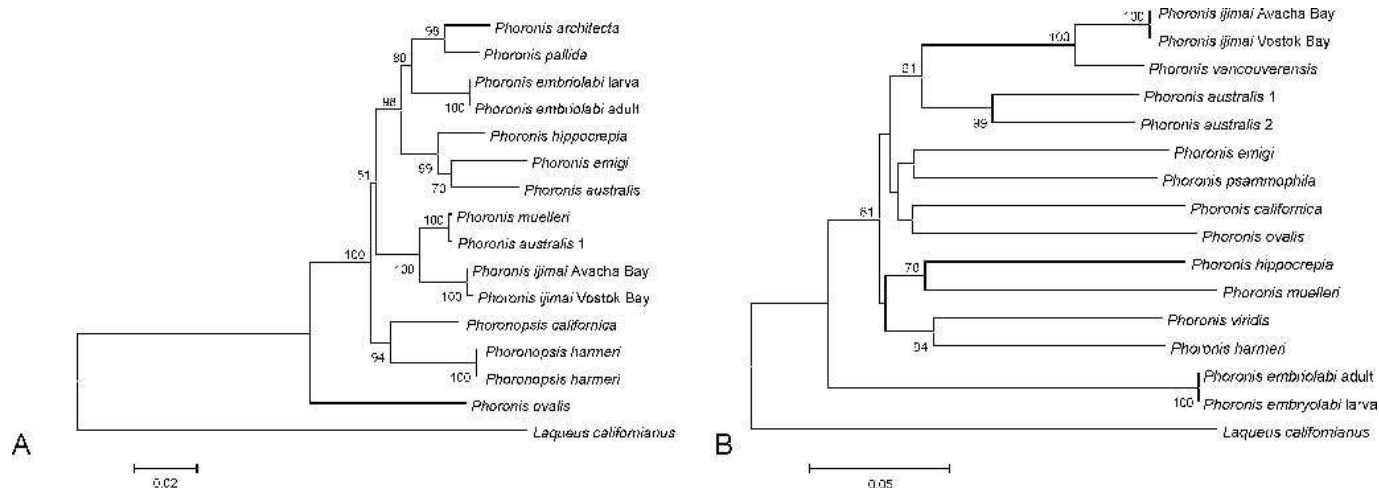 98
Phoronis architecta
80
Phoronis pallida
Phoronis embriolabi larva
98
100
Phoronis embriolabi adult
Phoronis hippocrepia
99
Phoronis emigi
51
70
Phoronis australis
100
Phoronis muelleri
Phoronis australis 1
100
100
Phoronis ijimai Avacha Bay
100
Phoronis ijimai Vostok Bay
Phoronopsis californica
94
Phoronopsis harmeri
100
Phoronopsis harmeri
Phoronis ovalis
Laqueus californianus
A
0.02
100
Phoronis ijimai Avacha Bay
100
Phoronis ijimai Vostok Bay
81
Phoronis vancouverensis
Phoronis australis 1
99
Phoronis australis 2
Phoronis emigi
Phoronis psammophila
61
Phoronis californica
Phoronis ovalis
78
Phoronis hippocrepia
Phoronis muelleri
Phoronis viridis
94
Phoronis harmeri
Phoronis embriolabi adult
100
Phoronis embryolabi larva
Laqueus californianus
B
0.05